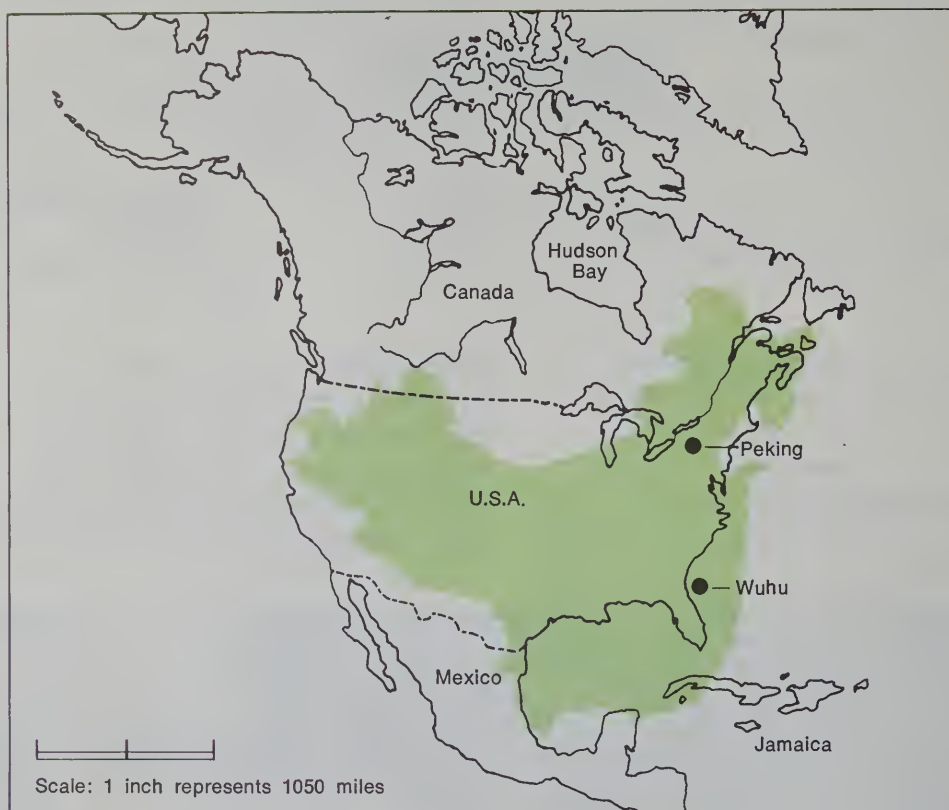 Hudson
Bay
Canada
Peking
U.S.A.
Wuhu
Mexico
Jamaica
Scale: 1 inch represents 1050 miles